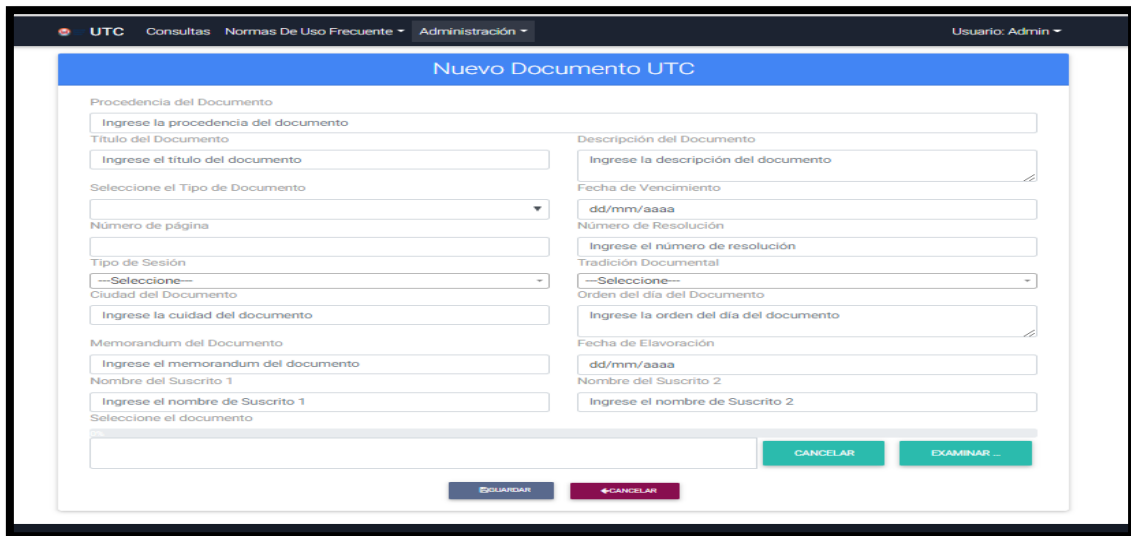 UTC Consultas Normas De Uso Frecuente Administración Usuario: Admin
Nuevo Documento UTC
Procedencia del Documento
Ingrese la procedencia del documento
Título del Documento Descripción del Documento
Ingrese el título del documento Ingrese la descripción del documento
Seleccione el Tipo de Documento Fecha de Vencimiento
dd/mm/aaaa
Número de página Número de Resolución
Ingrese el número de resolución
Tipo de Sesión Tradición Documental
---Seleccione--- ---Seleccione---
Ciudad del Documento Orden del día del Documento
Ingrese la cuidad del documento Ingrese la orden del día del documento
Memorandum del Documento Fecha de Elavoración
Ingrese el memorandum del documento dd/mm/aaaa
Nombre del Suscrito 1 Nombre del Suscrito 2
Ingrese el nombre de Suscrito 1 Ingrese el nombre de Suscrito 2
Seleccione el documento
CANCELAR EXAMINAR ...
GUARDAR CANCELAR